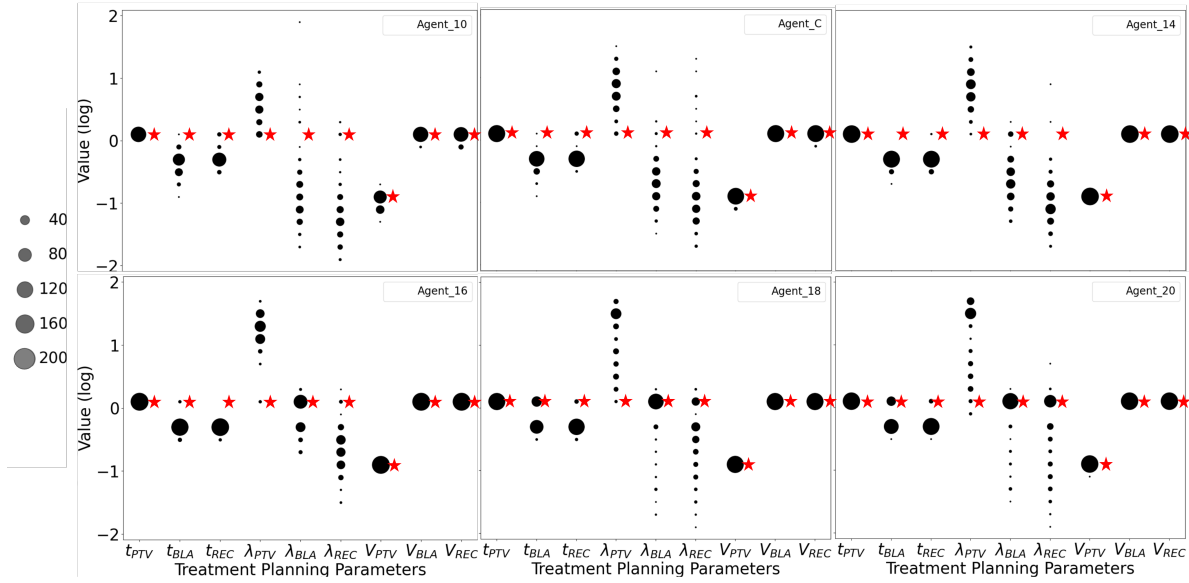 Agent_10
Agent_C
Agent_14
2
1
0
−1
−2
Value (log)
40
80
120
160
200
Agent_16
Agent_18
Agent_20
2
1
0
−1
−2
Value (log)
t_PTV t_BLA t_REC λ_PTV λ_BLA λ_REC V_PTV V_BLA V_REC
t_PTV t_BLA t_REC λ_PTV λ_BLA λ_REC V_PTV V_BLA V_REC
t_PTV t_BLA t_REC λ_PTV λ_BLA λ_REC V_PTV V_BLA V_REC
Treatment Planning Parameters
Treatment Planning Parameters
Treatment Planning Parameters